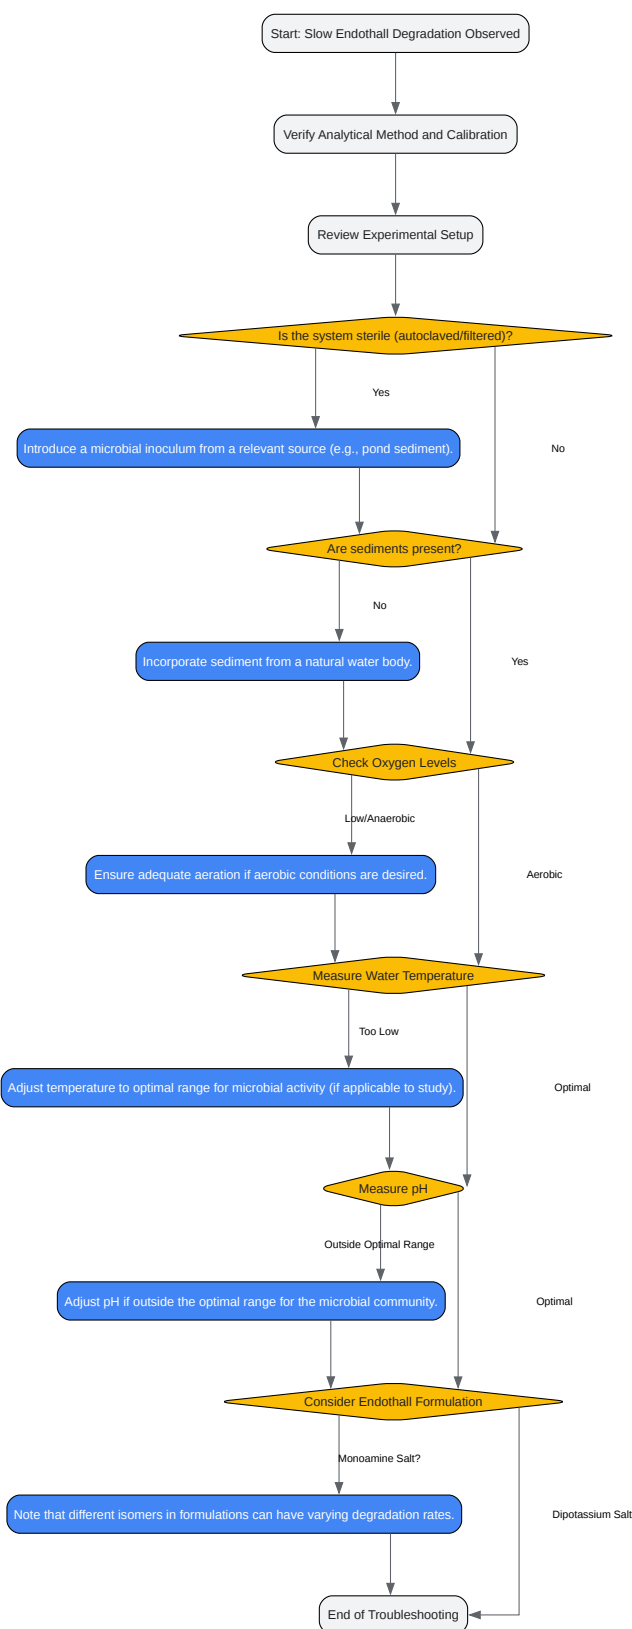 Start: Slow Endothall Degradation Observed
Verify Analytical Method and Calibration
Review Experimental Setup
Is the system sterile (autoclaved/filtered)?
Yes
Introduce a microbial inoculum from a relevant source (e.g., pond sediment).
No
Are sediments present?
No
Incorporate sediment from a natural water body.
Yes
Check Oxygen Levels
Low/Anaerobic
Ensure adequate aeration if aerobic conditions are desired.
Aerobic
Measure Water Temperature
Too Low
Adjust temperature to optimal range for microbial activity (if applicable to study).
Optimal
Measure pH
Outside Optimal Range
Adjust pH if outside the optimal range for the microbial community.
Optimal
Consider Endothall Formulation
Monoamine Salt?
Note that different isomers in formulations can have varying degradation rates.
Dipotassium Salt
End of Troubleshooting